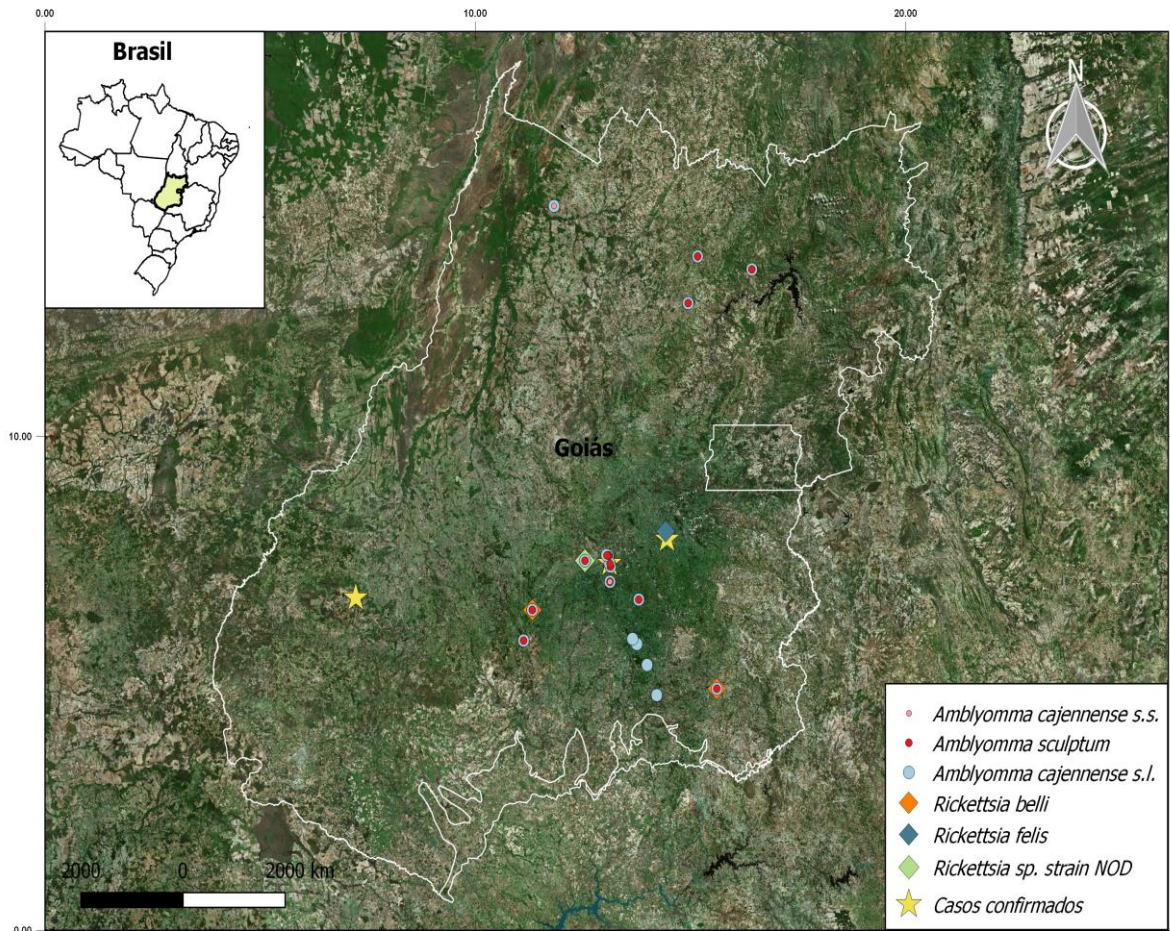 0.00 10.00 20.00
Brasil
N
10.00
Goiás
2000 0 2000 km
0.00
Amblyomma cajennense s.s.
Amblyomma sculptum
Amblyomma cajennense s.l.
Rickettsia belli
Rickettsia felis
Rickettsia sp. strain NOD
Casos confirmados